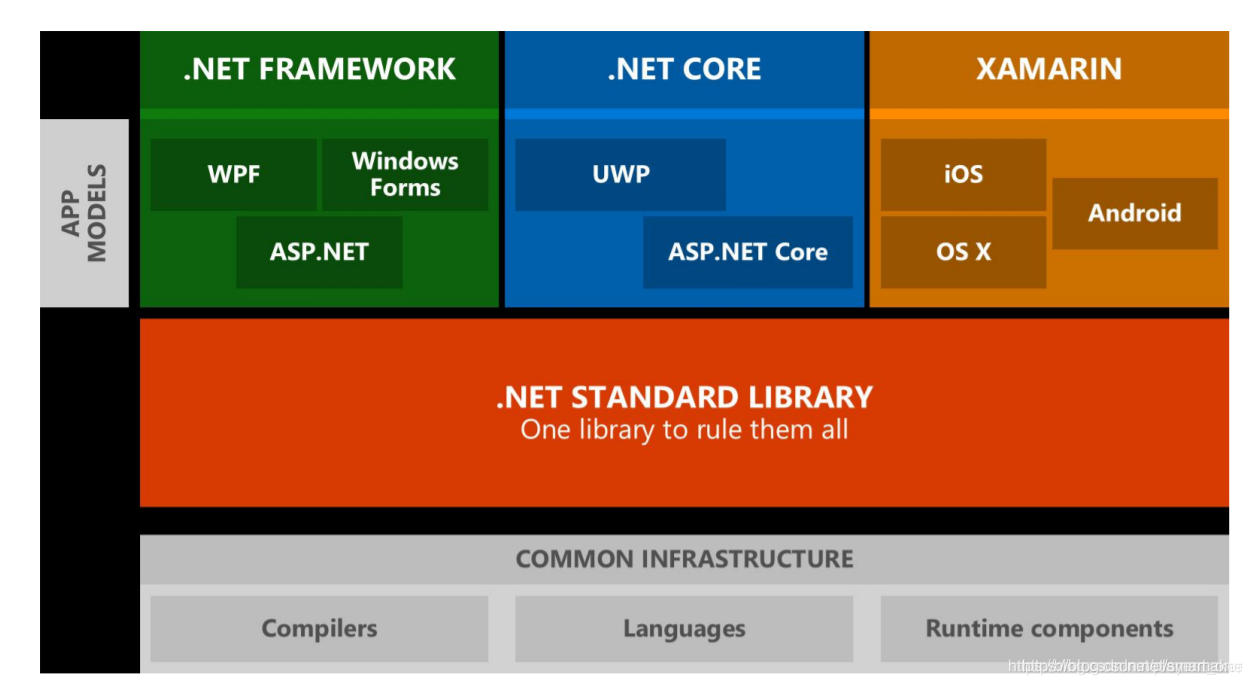 .NET FRAMEWORK
.NET CORE
XAMARIN
APP
MODELS
WPF
Windows
Forms
ASP.NET
UWP
ASP.NET Core
iOS
Android
OS X
.NET STANDARD LIBRARY
One library to rule them all
COMMON INFRASTRUCTURE
Compilers
Languages
Runtime components